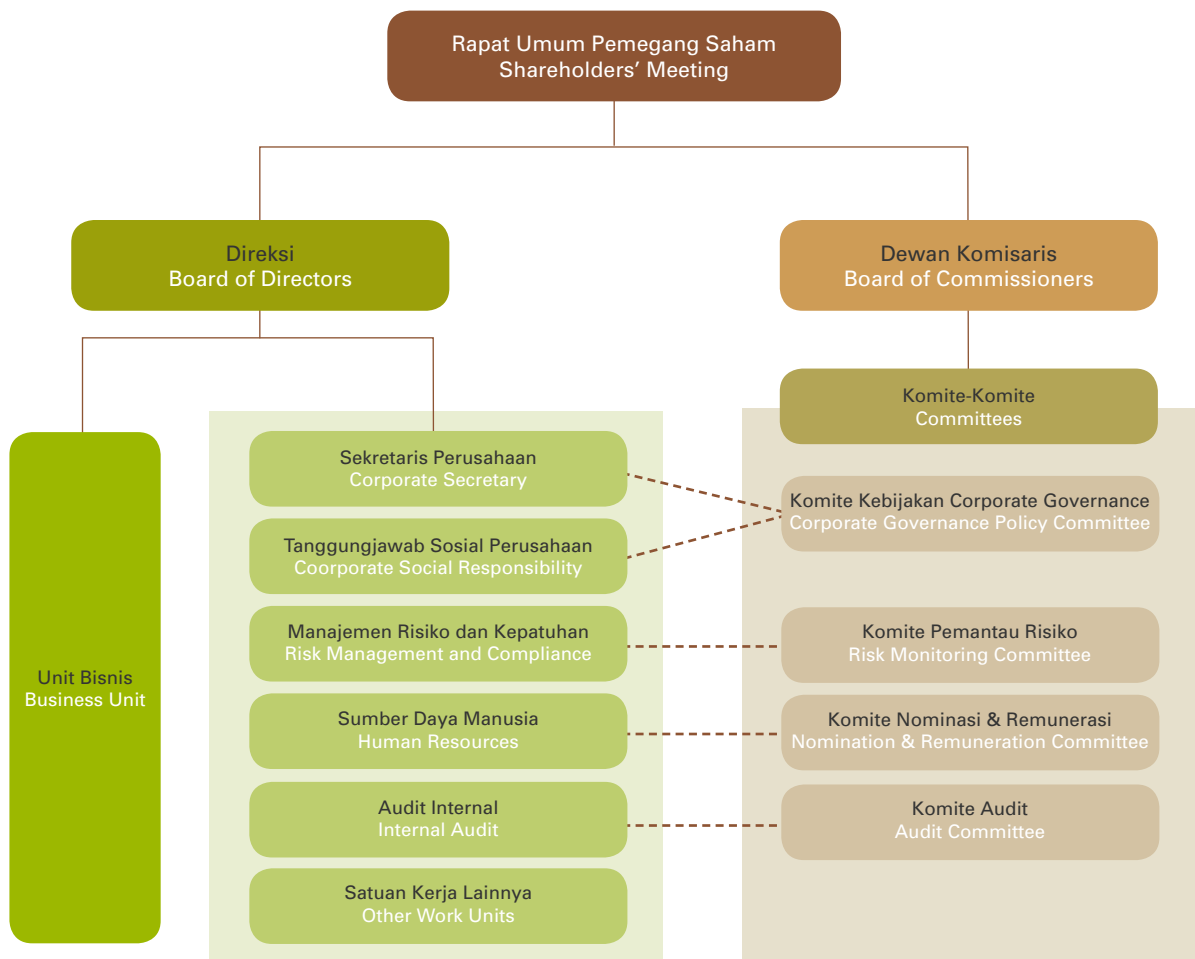 Rapat Umum Pemegang Saham
Shareholders’ Meeting
Direksi
Board of Directors
Dewan Komisaris
Board of Commissioners
Unit Bisnis
Business Unit
Sekretaris Perusahaan
Corporate Secretary
Tanggungjawab Sosial Perusahaan
Coorporate Social Responsibility
Manajemen Risiko dan Kepatuhan
Risk Management and Compliance
Sumber Daya Manusia
Human Resources
Audit Internal
Internal Audit
Satuan Kerja Lainnya
Other Work Units
Komite-Komite
Committees
Komite Kebijakan Corporate Governance
Corporate Governance Policy Committee
Komite Pemantau Risiko
Risk Monitoring Committee
Komite Nominasi & Remunerasi
Nomination & Remuneration Committee
Komite Audit
Audit Committee